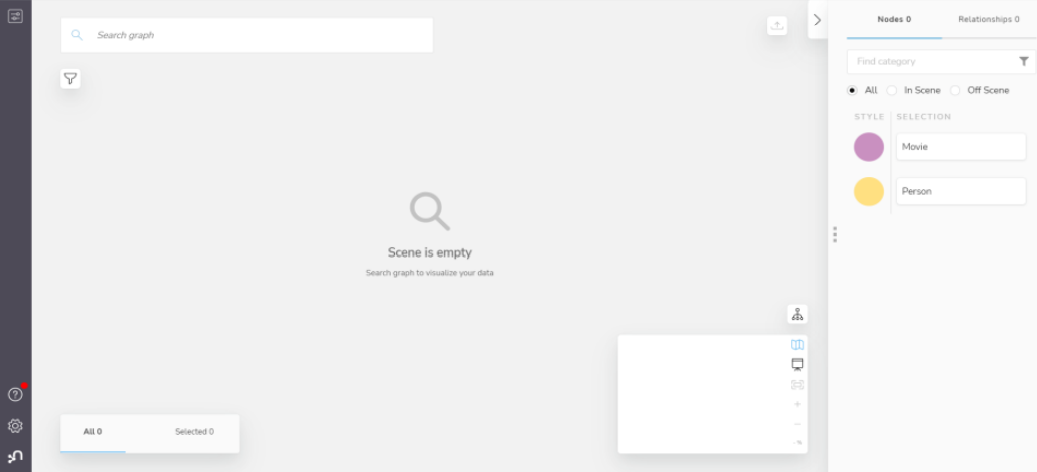 Search graph
Nodes 0
Relationships 0
Find category
All
In Scene
Off Scene
STYLE
SELECTION
Movie
Person
Scene is empty
Search graph to visualize your data
All 0
Selected 0
- %